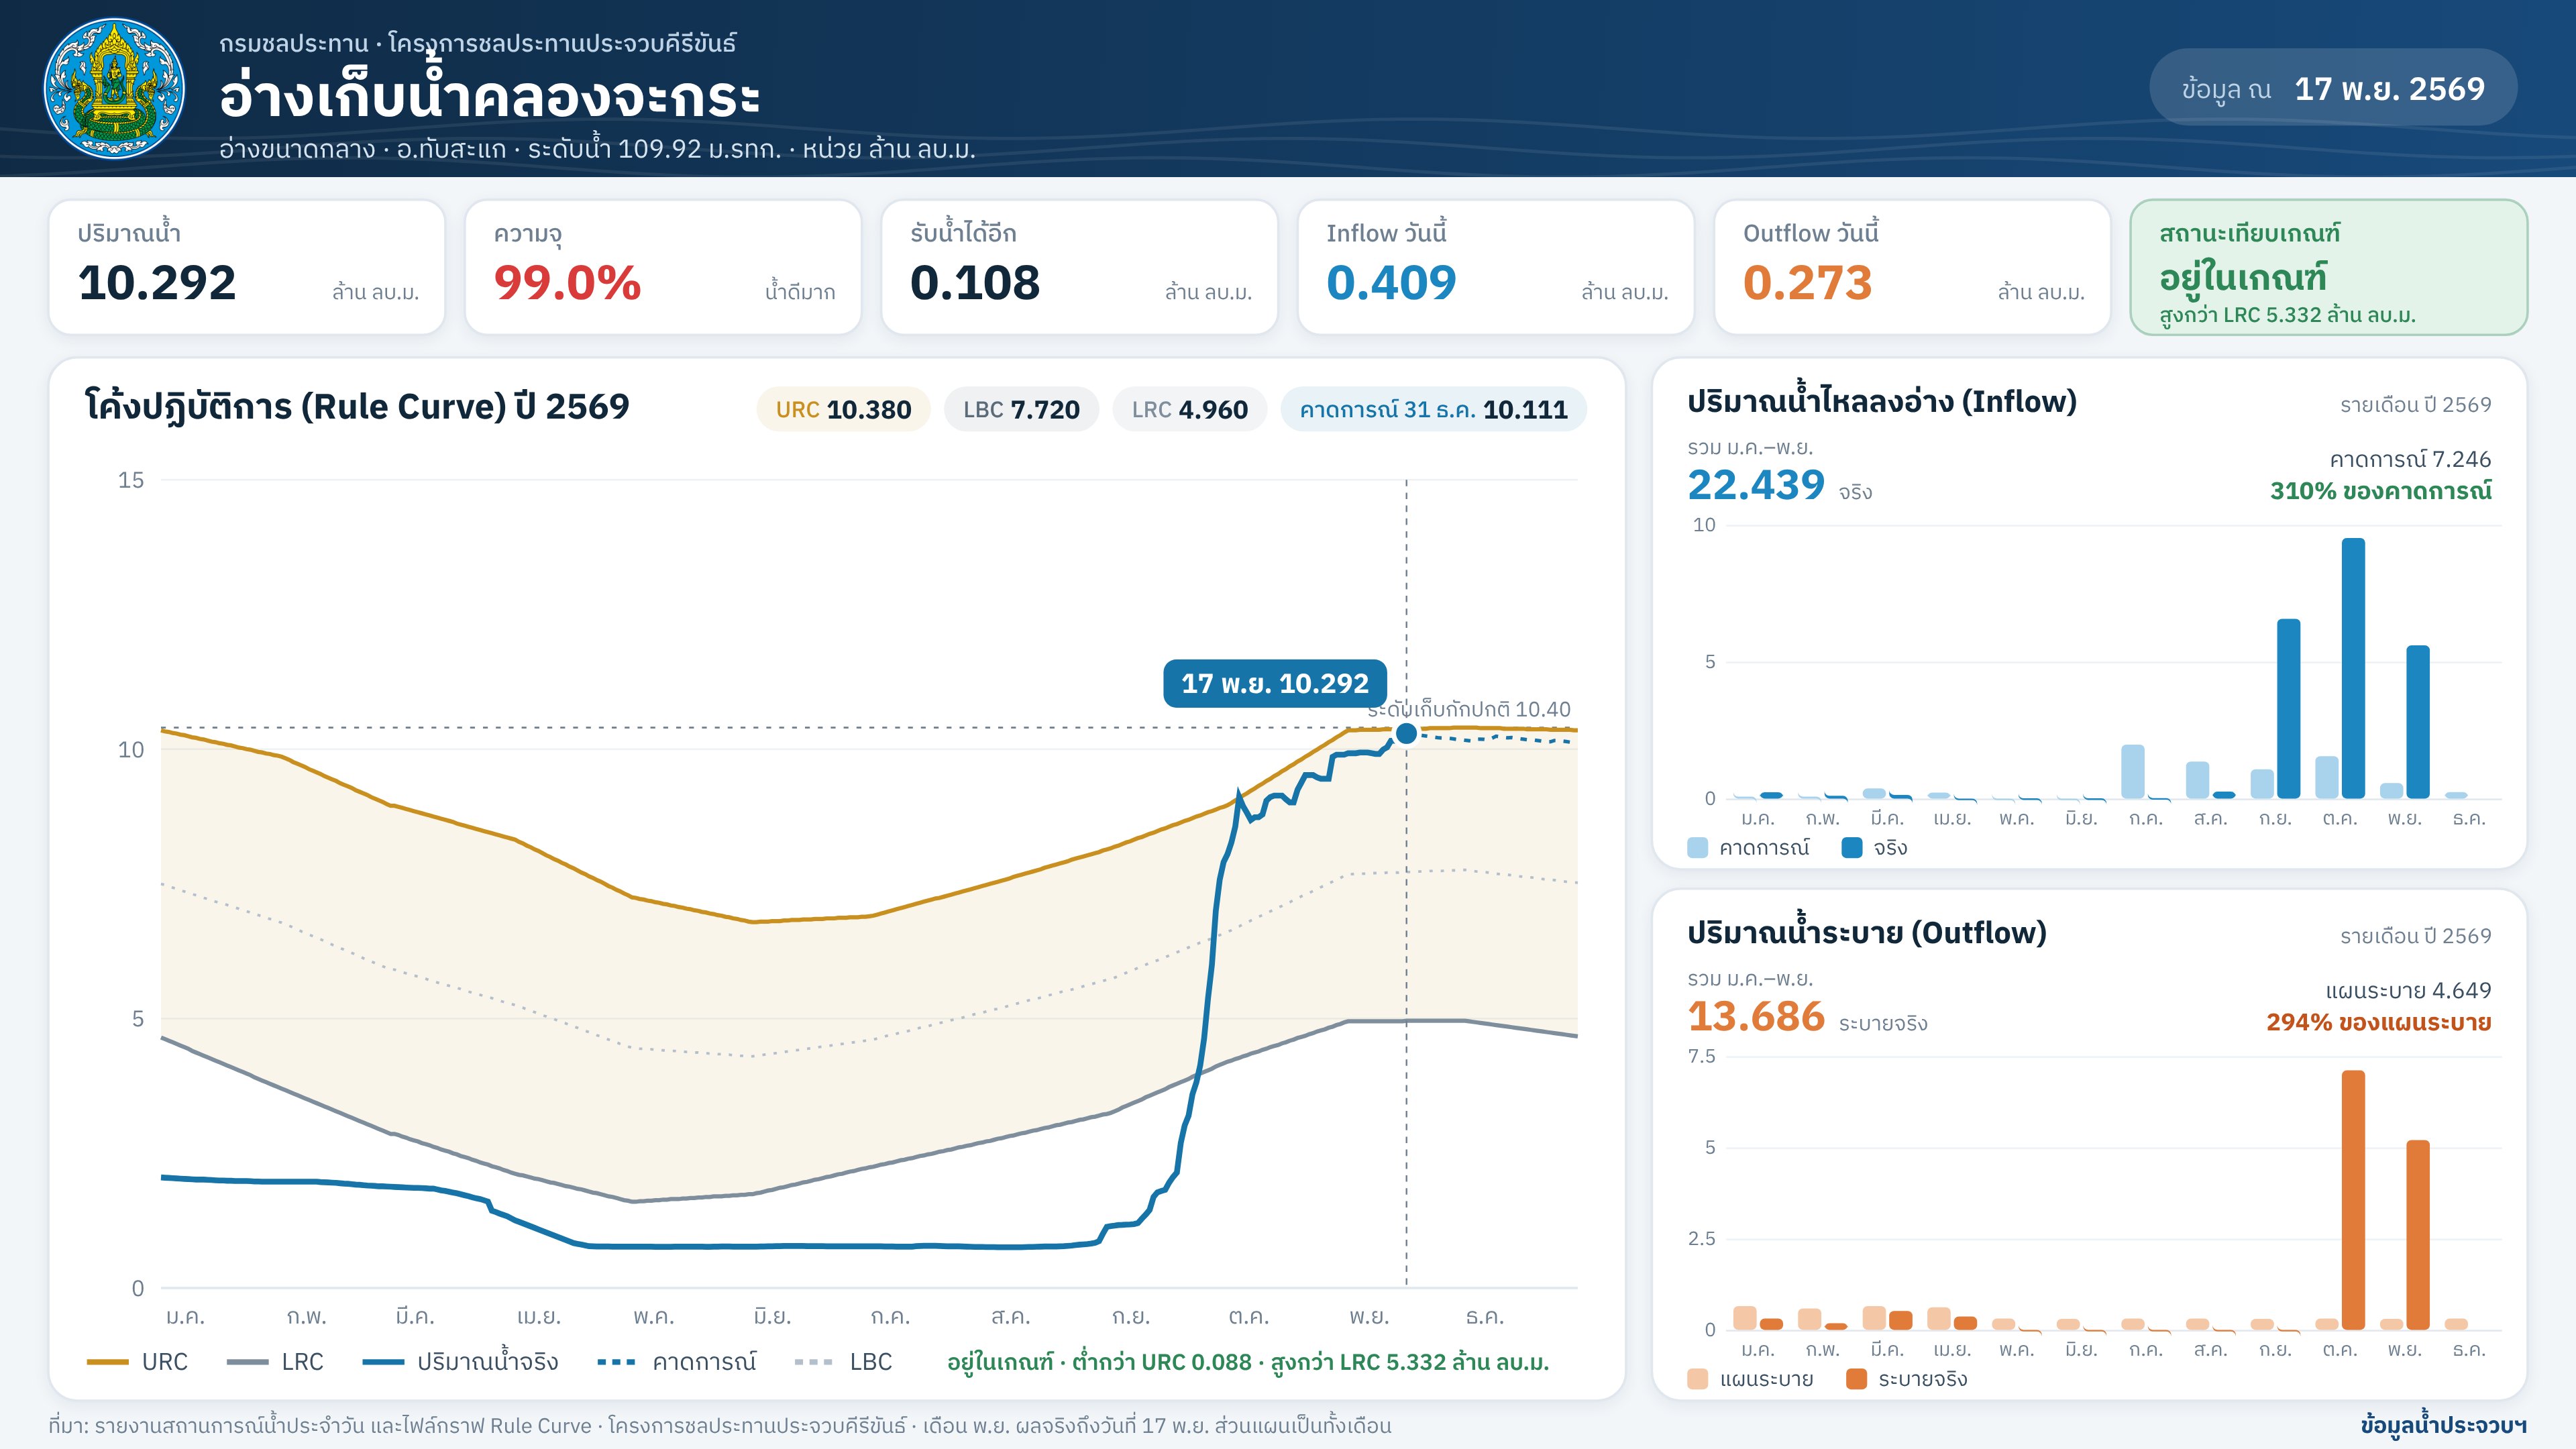 กรมชลประทาน · โครงการชลประทานประจวบคีรีขันธ์
อ่างเก็บน้ำคลองจะกระ
อ่างขนาดกลาง · อ.ทับสะแก · ระดับน้ำ 109.92 ม.รทก. · หน่วย ล้าน ลบ.ม.
ข้อมูล ณ 17 พ.ย. 2569
ปริมาณน้ำ
10.292 ล้าน ลบ.ม.
ความจุ
99.0% น้ำดีมาก
รับน้ำได้อีก
0.108 ล้าน ลบ.ม.
Inflow วันนี้
0.409 ล้าน ลบ.ม.
Outflow วันนี้
0.273 ล้าน ลบ.ม.
สถานะเทียบเกณฑ์
อยู่ในเกณฑ์
สูงกว่า LRC 5.332 ล้าน ลบ.ม.
โค้งปฏิบัติการ (Rule Curve) ปี 2569
URC 10.380 LBC 7.720 LRC 4.960 คาดการณ์ 31 ธ.ค. 10.111
15
17 พ.ย. 10.292
ระดับเก็บกักปกติ 10.40
10
5
0
ม.ค. ก.พ. มี.ค. เม.ย. พ.ค. มิ.ย. ก.ค. ส.ค. ก.ย. ต.ค. พ.ย. ธ.ค.
URC LRC ปริมาณน้ำจริง คาดการณ์ LBC อยู่ในเกณฑ์ · ต่ำกว่า URC 0.088 · สูงกว่า LRC 5.332 ล้าน ลบ.ม.
ปริมาณน้ำไหลลงอ่าง (Inflow) รายเดือน ปี 2569
รวม ม.ค.–พ.ย.
22.439 จริง
คาดการณ์ 7.246
310% ของคาดการณ์
10
5
0
ม.ค. ก.พ. มี.ค. เม.ย. พ.ค. มิ.ย. ก.ค. ส.ค. ก.ย. ต.ค. พ.ย. ธ.ค.
คาดการณ์ จริง
ปริมาณน้ำระบาย (Outflow) รายเดือน ปี 2569
รวม ม.ค.–พ.ย.
13.686 ระบายจริง
แผนระบาย 4.649
294% ของแผนระบาย
7.5
5
2.5
0
ม.ค. ก.พ. มี.ค. เม.ย. พ.ค. มิ.ย. ก.ค. ส.ค. ก.ย. ต.ค. พ.ย. ธ.ค.
แผนระบาย ระบายจริง
ที่มา: รายงานสถานการณ์น้ำประจำวัน และไฟล์กราฟ Rule Curve · โครงการชลประทานประจวบคีรีขันธ์ · เดือน พ.ย. ผลจริงถึงวันที่ 17 พ.ย. ส่วนแผนเป็นทั้งเดือน
ข้อมูลน้ำประจวบฯ